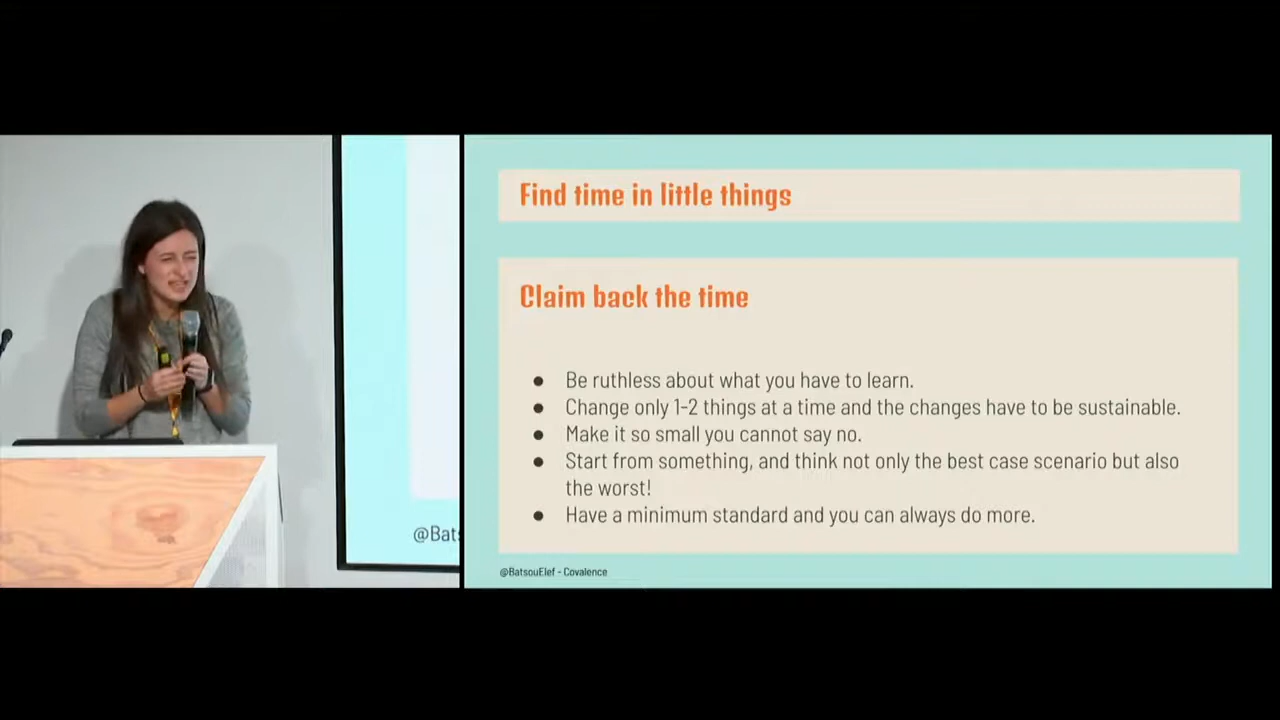 Find time in little things
Claim back the time
● Be ruthless about what you have to learn.
● Change only 1-2 things at a time and the changes have to be sustainable.
● Make it so small you cannot say no.
● Start from something, and think not only the best case scenario but also
the worst!
● Have a minimum standard and you can always do more.
@Bats
@BatsouElef - Covalence